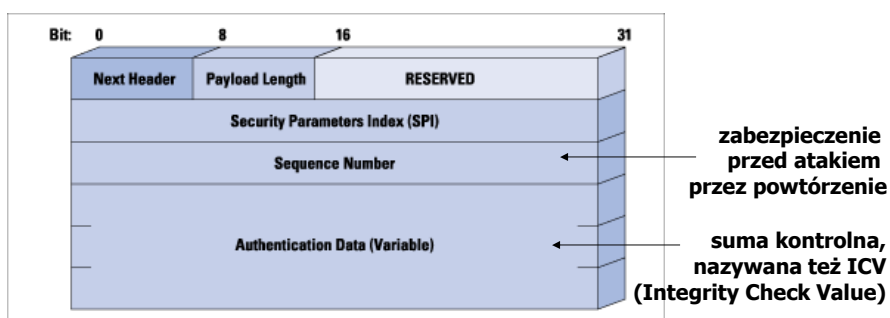 Bit: 0 8 16 31
Next Header Payload Length RESERVED
Security Parameters Index (SPI)
Sequence Number
zabezpieczenie
przed atakiem
przez powtórzenie
Authentication Data (Variable)
suma kontrolna,
nazywana też ICV
(Integrity Check Value)